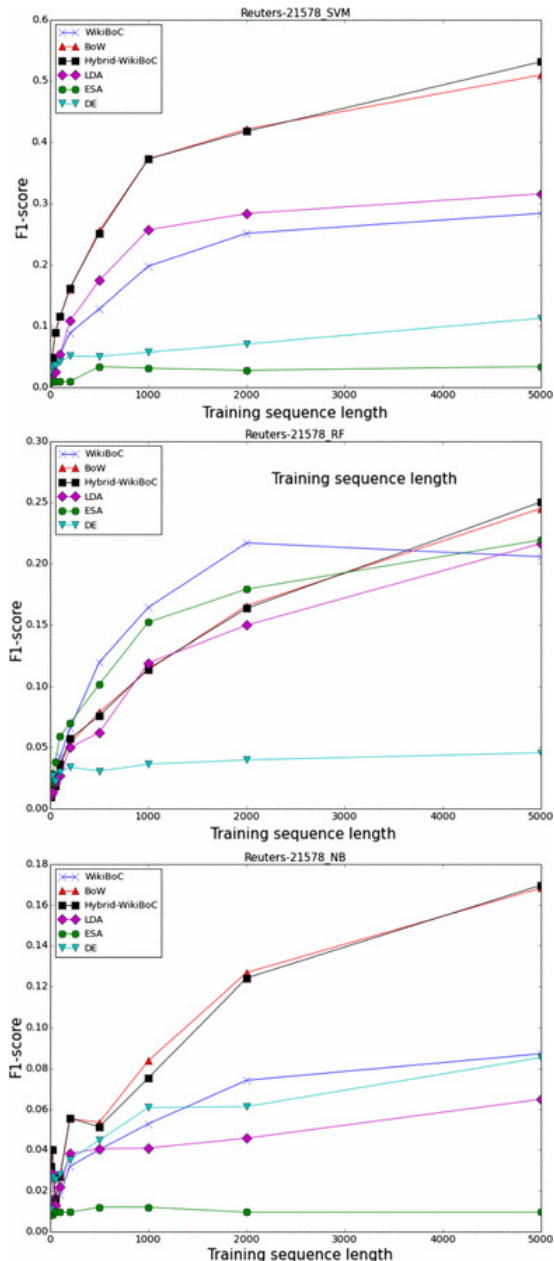 Reuters-21578_SVM
0.6
0.5
0.4
0.3
0.2
0.1
0.0
F1-score
WikiBoC
BoW
Hybrid-WikiBoC
LDA
ESA
DE
0 1000 2000 3000 4000 5000
Training sequence length
Reuters-21578_RF
0.30
0.25
0.20
0.15
0.10
0.05
0.00
F1-score
WikiBoC
BoW
Hybrid-WikiBoC
LDA
ESA
DE
Training sequence length
0 1000 2000 3000 4000 5000
Training sequence length
Reuters-21578_NB
0.18
0.16
0.14
0.12
0.10
0.08
0.06
0.04
0.02
0.00
F1-score
WikiBoC
BoW
Hybrid-WikiBoC
LDA
ESA
DE
0 1000 2000 3000 4000 5000
Training sequence length